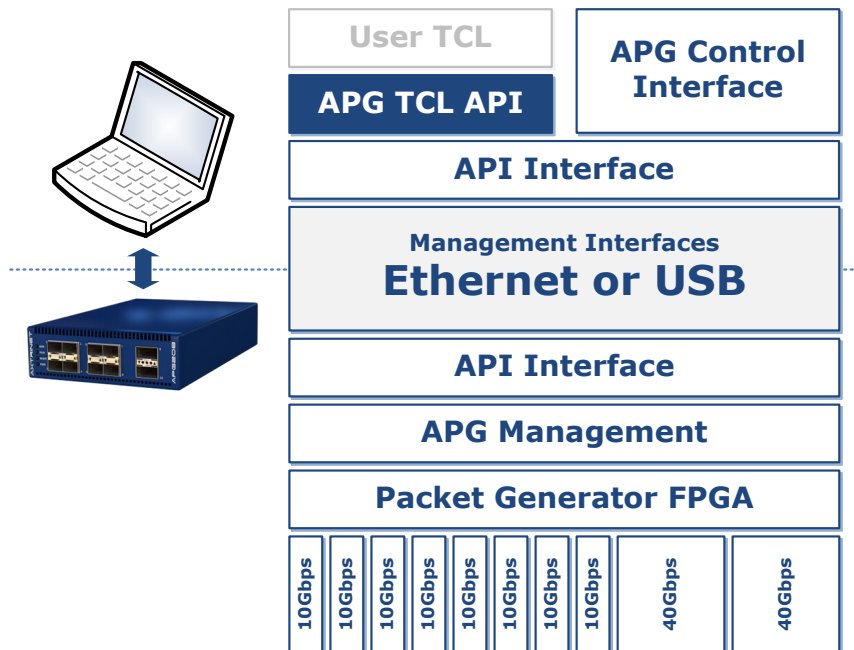 User TCL
APG Control
Interface
APG TCL API
API Interface
Management Interfaces
Ethernet or USB
API Interface
APG Management
Packet Generator FPGA
10Gbps
10Gbps
10Gbps
10Gbps
10Gbps
10Gbps
10Gbps
10Gbps
40Gbps
40Gbps